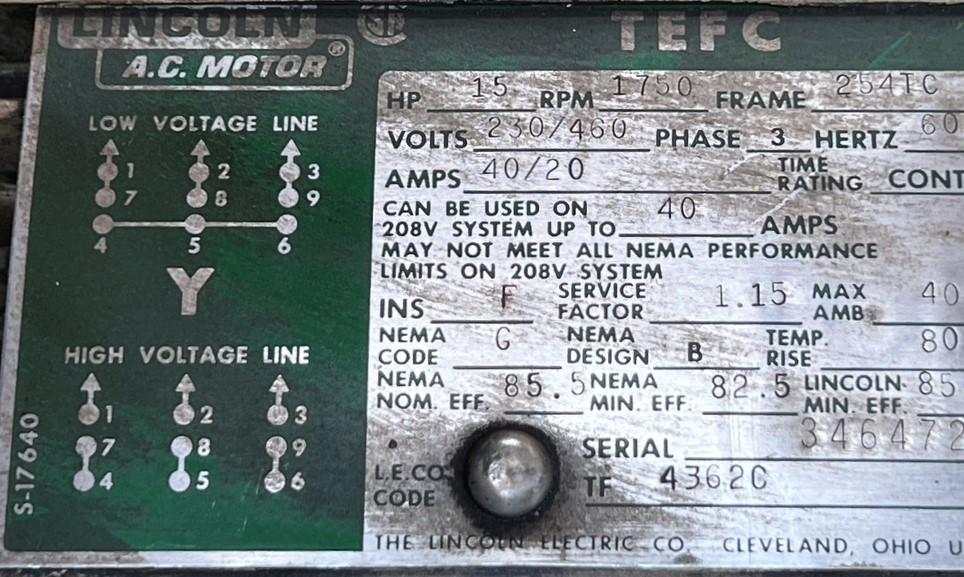 LINCOLN
A.C. MOTOR®
LOW VOLTAGE LINE
1 2 3
7 8 9
4 5 6
Y
HIGH VOLTAGE LINE
1 2 3
7 8 9
4 5 6
S-17640
TEFC
HP 15 RPM 1750 FRAME 254TC
VOLTS 230/460 PHASE 3 HERTZ 60
AMPS 40/20 TIME RATING CONT
CAN BE USED ON
208V SYSTEM UP TO 40 AMPS
MAY NOT MEET ALL NEMA PERFORMANCE
LIMITS ON 208V SYSTEM
INS F SERVICE FACTOR 1.15 MAX AMB 40
NEMA CODE G NEMA DESIGN B TEMP. RISE 80
NEMA NOM. EFF. 85.5 NEMA MIN. EFF. 82.5 LINCOLN MIN. EFF. 85
SERIAL 346472
L.E.CO. CODE TF 4362C
THE LINCOLN ELECTRIC CO. CLEVELAND, OHIO U